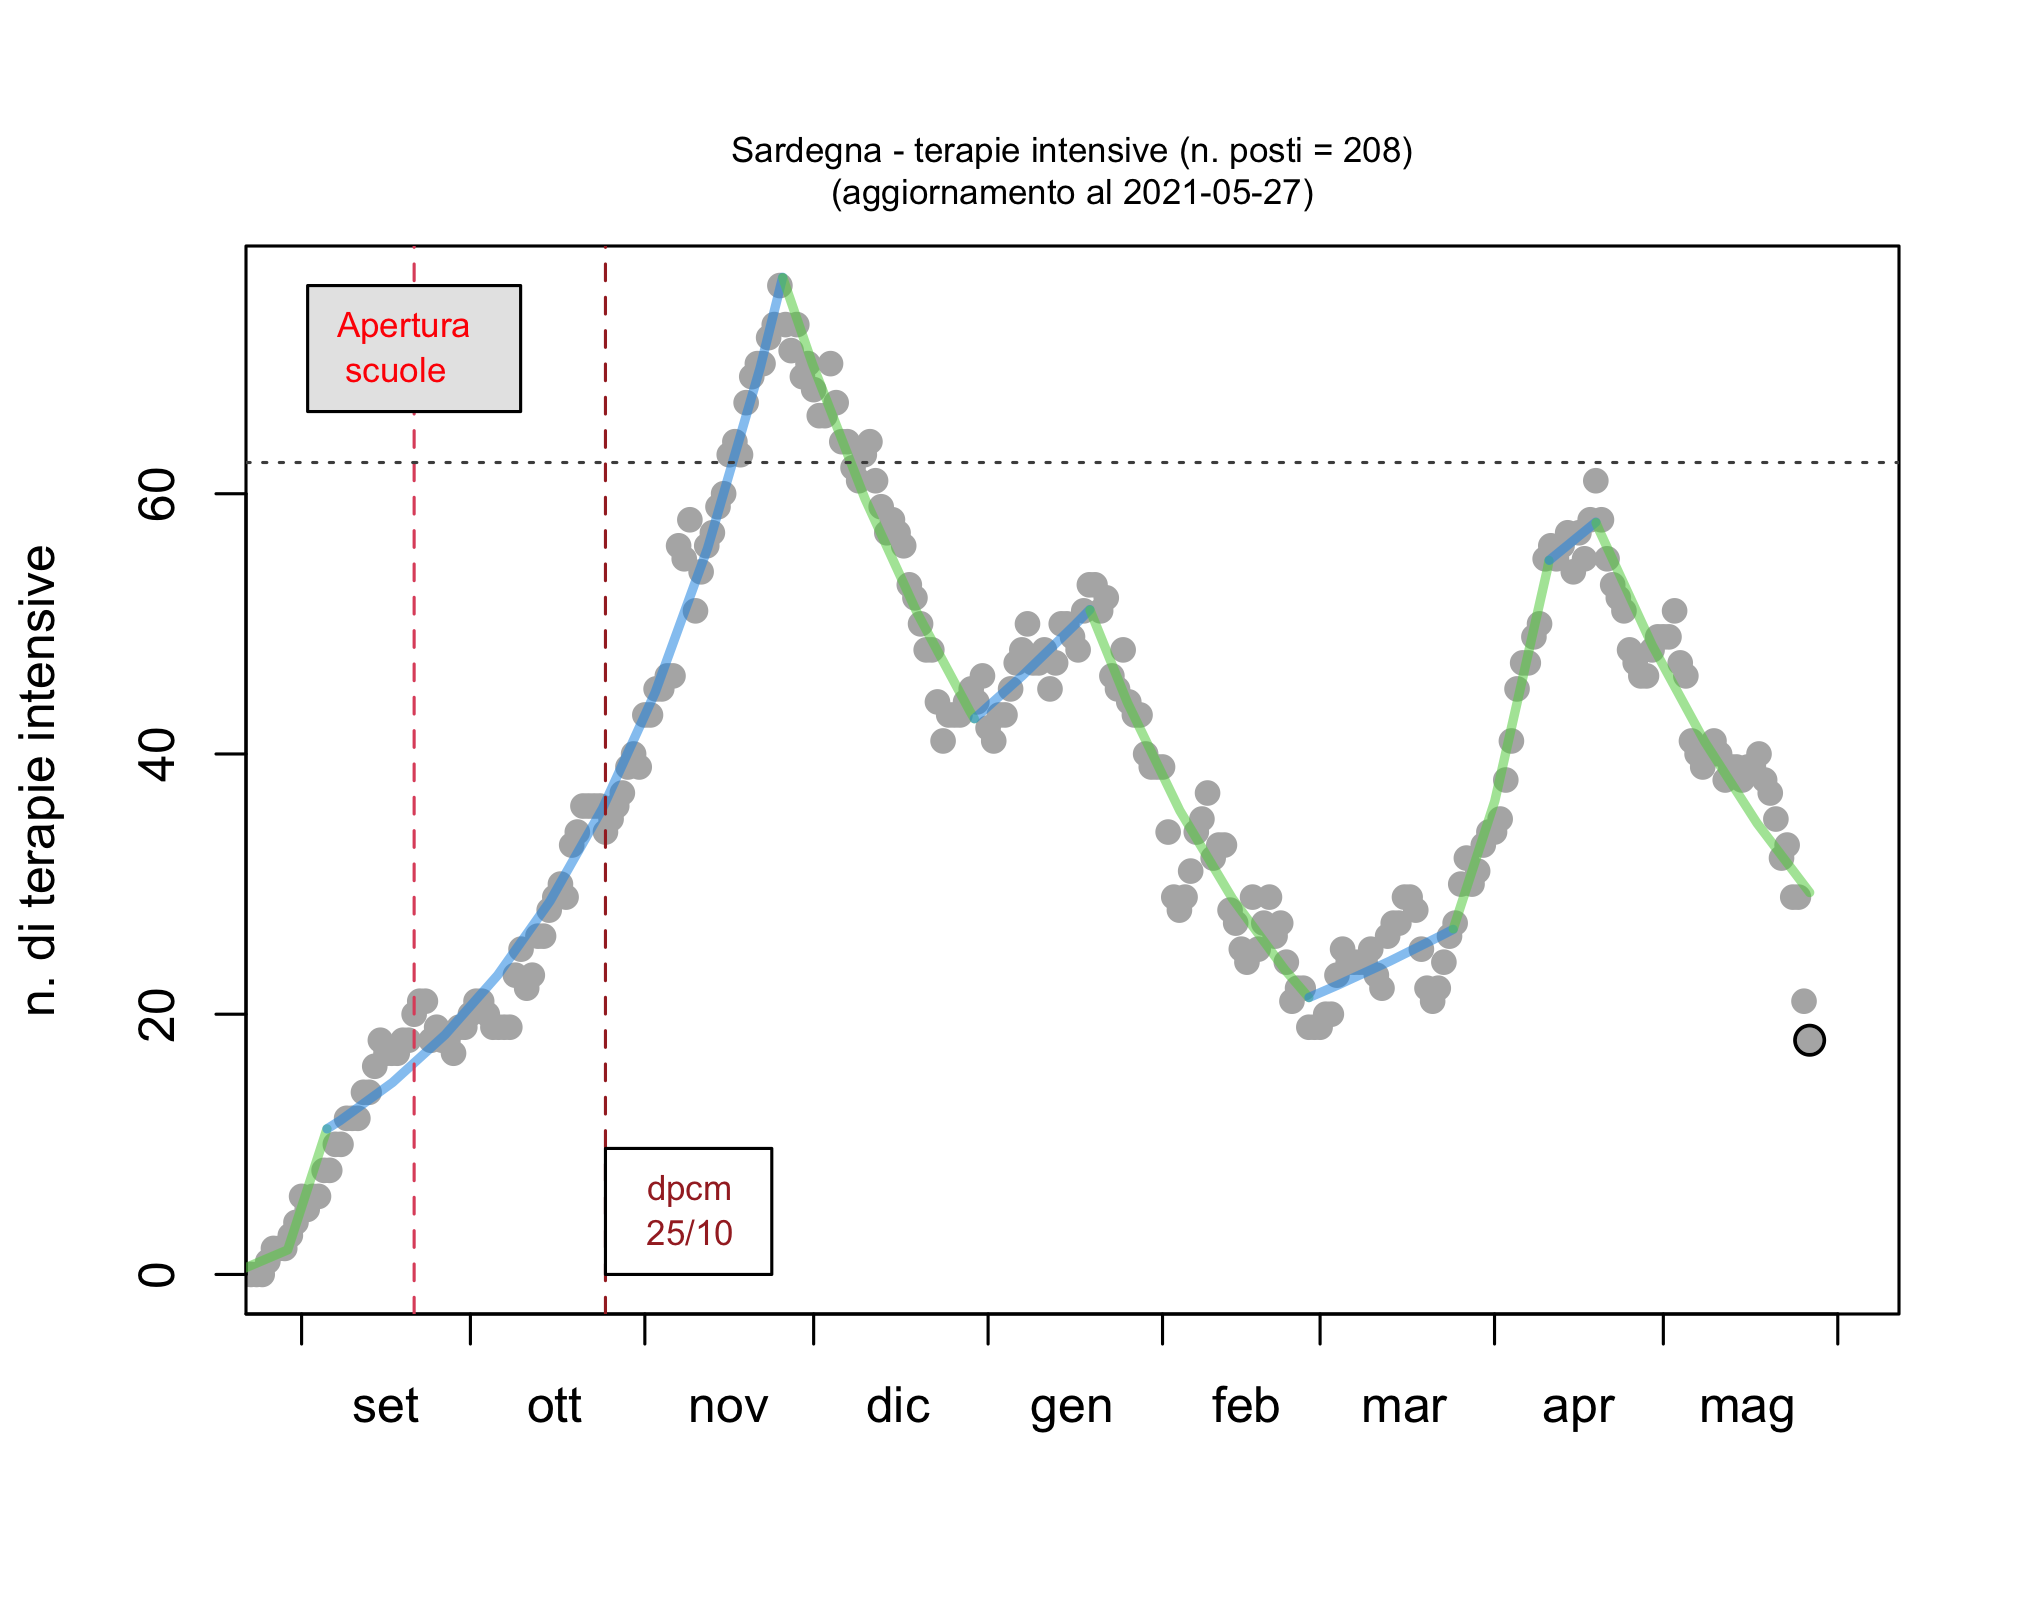 Sardegna - terapie intensive (n. posti = 208)
(aggiornamento al 2021-05-27)
Apertura
scuole
n. di terapie intensive
60
40
20
0
dpcm
25/10
set ott nov dic gen feb mar apr mag